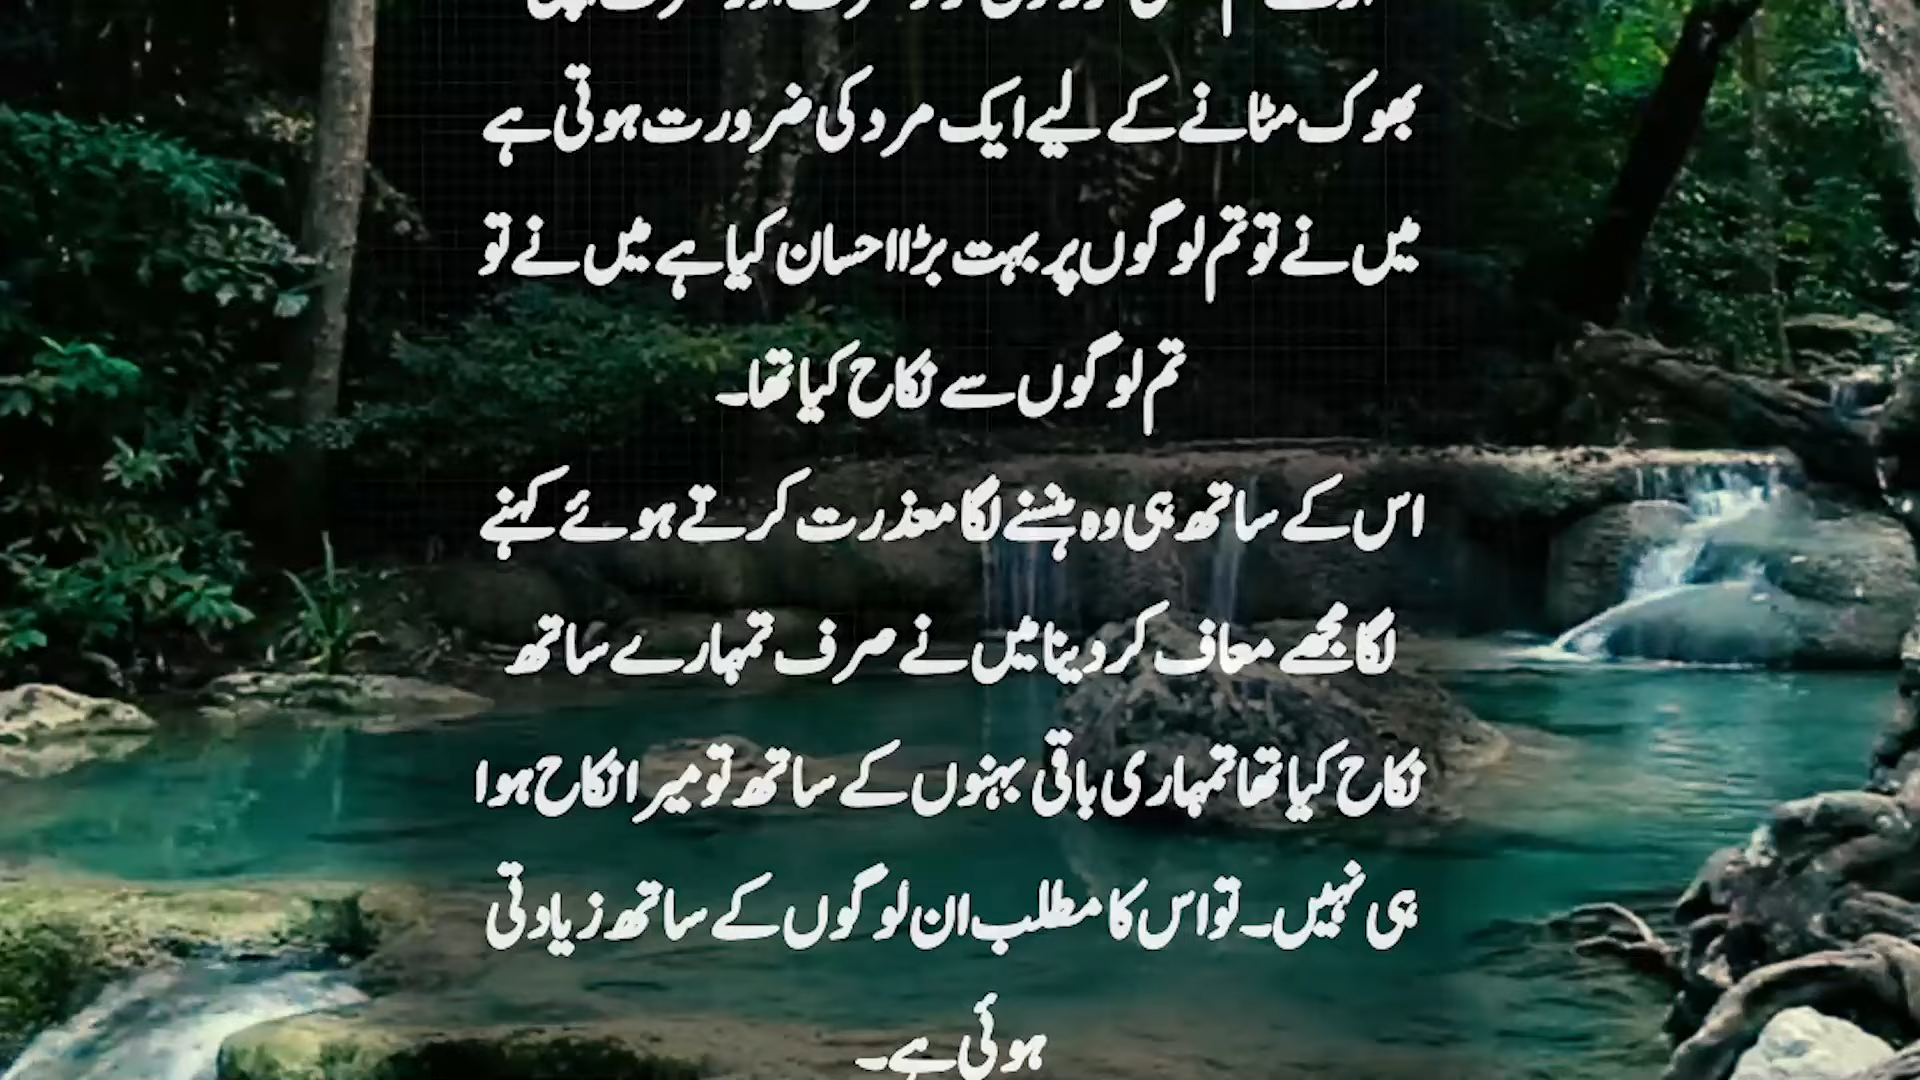 بھوک مٹانے کے لیے ایک مرد کی ضرورت ہوتی ہے
میں نے تو تم لوگوں پر بہت بڑا احسان کیا ہے میں نے تو
تم لوگوں سے نکاح کیا تھا۔
اس کے ساتھ ہی وہ ہنسنے لگا معذرت کرتے ہوئے کہنے
لگا مجھے معاف کر دینا میں نے صرف تمہارے ساتھ
نکاح کیا تھا تمہاری باقی بہنوں کے ساتھ تو میرا نکاح ہوا
ہی نہیں۔ تو اس کا مطلب ان لوگوں کے ساتھ زیادتی
ہوئی ہے۔